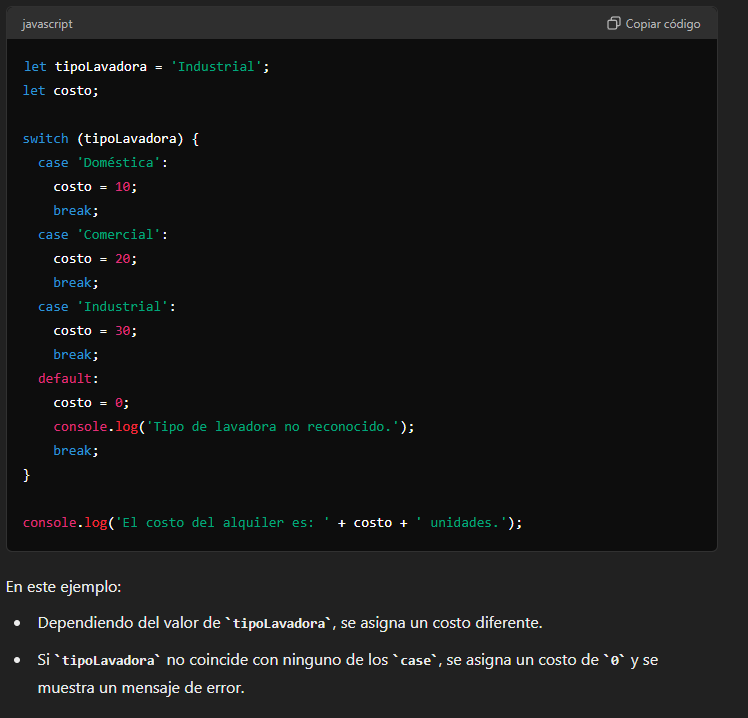 javascript
Copiar código
let tipoLavadora = 'Industrial';
let costo;
switch (tipoLavadora) {
  case 'Doméstica':
    costo = 10;
    break;
  case 'Comercial':
    costo = 20;
    break;
  case 'Industrial':
    costo = 30;
    break;
  default:
    costo = 0;
    console.log('Tipo de lavadora no reconocido.');
    break;
}
console.log('El costo del alquiler es: ' + costo + ' unidades.');
En este ejemplo:
• Dependiendo del valor de `tipoLavadora`, se asigna un costo diferente.
• Si `tipoLavadora` no coincide con ninguno de los `case`, se asigna un costo de `0` y se
muestra un mensaje de error.